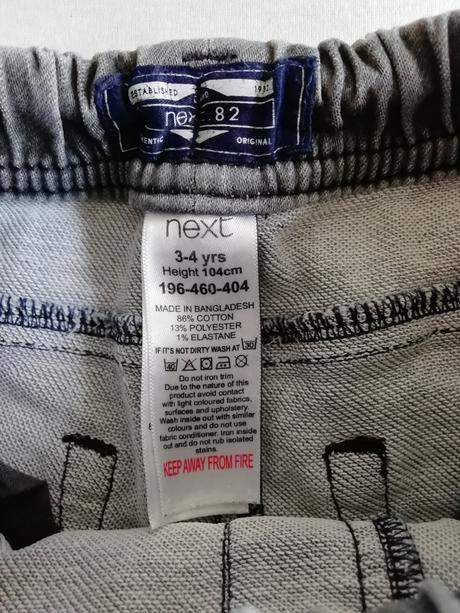 ESTABLISHED 1982
next 82
ORIGINAL
next
3-4 yrs
Height 104cm
196-460-404
MADE IN BANGLADESH
86% COTTON
13% POLYESTER
1% ELASTANE
IF IT'S NOT DIRTY WASH AT 30
40
Do not iron trim
Due to the nature of this
product avoid contact
with light coloured fabrics,
surfaces and upholstery.
Wash inside out with similar
colours and do not use
fabric conditioner. Iron inside
out and do not rub isolated
stains.
KEEP AWAY FROM FIRE